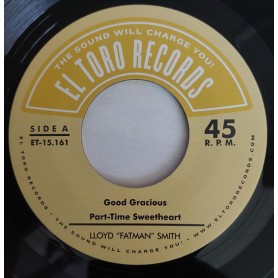 THE SOUND WILL CHARGE YOU!
EL TORO RECORDS
SIDE A
ET-15.161
45
R.P.M.
Good Gracious
Part-Time Sweetheart
LLOYD "FATMAN" SMITH
EL TORO RECORDS
WWW.ELTORORECORDS.COM
THE SOUND WILL CHARGE YOU!